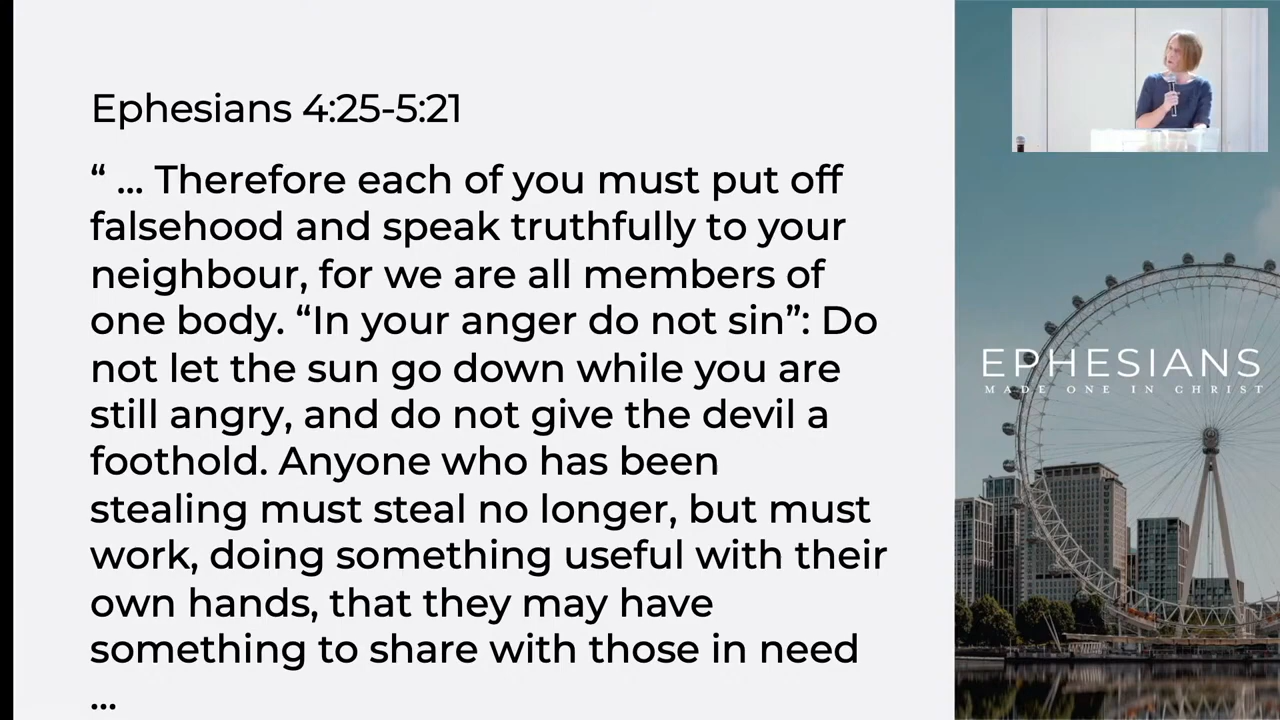 Ephesians 4:25-5:21
“ ... Therefore each of you must put off
falsehood and speak truthfully to your
neighbour, for we are all members of
one body. “In your anger do not sin”: Do
not let the sun go down while you are
still angry, and do not give the devil a
foothold. Anyone who has been
stealing must steal no longer, but must
work, doing something useful with their
own hands, that they may have
something to share with those in need
...
EPHESIANS
MADE ONE IN CHRIST